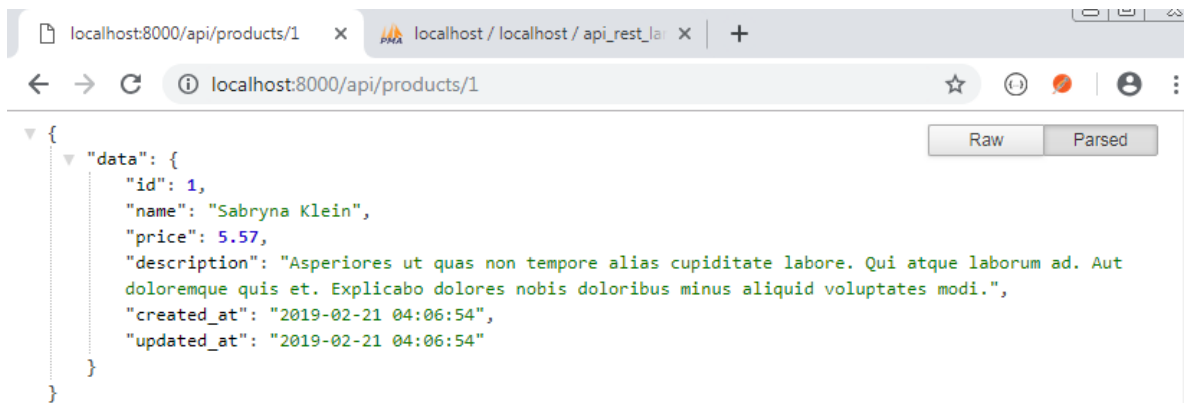 localhost:8000/api/products/1
PMA localhost / localhost / api_rest_la
localhost:8000/api/products/1
Raw Parsed
{
"data": {
"id": 1,
"name": "Sabryna Klein",
"price": 5.57,
"description": "Asperiores ut quas non tempore alias cupiditate labore. Qui atque laborum ad. Aut
doloremque quis et. Explicabo dolores nobis doloribus minus aliquid voluptates modi.",
"created_at": "2019-02-21 04:06:54",
"updated_at": "2019-02-21 04:06:54"
}
}